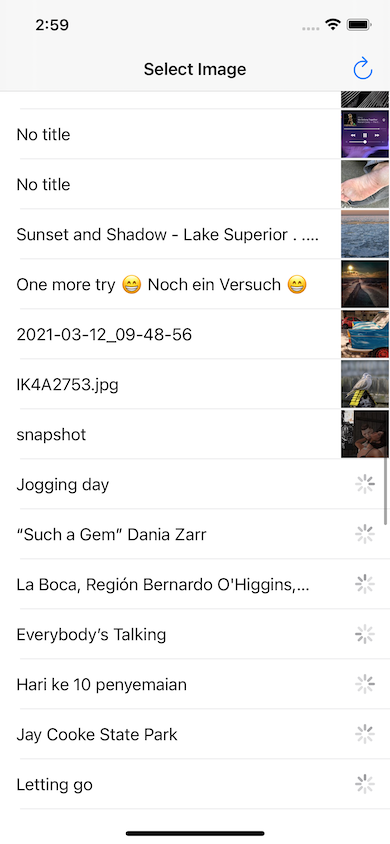 2:59
Select Image
No title
No title
Sunset and Shadow - Lake Superior . ....
One more try 😁 Noch ein Versuch 😁
2021-03-12_09-48-56
IK4A2753.jpg
snapshot
Jogging day
“Such a Gem” Dania Zarr
La Boca, Región Bernardo O'Higgins,...
Everybody’s Talking
Hari ke 10 penyemaian
Jay Cooke State Park
Letting go